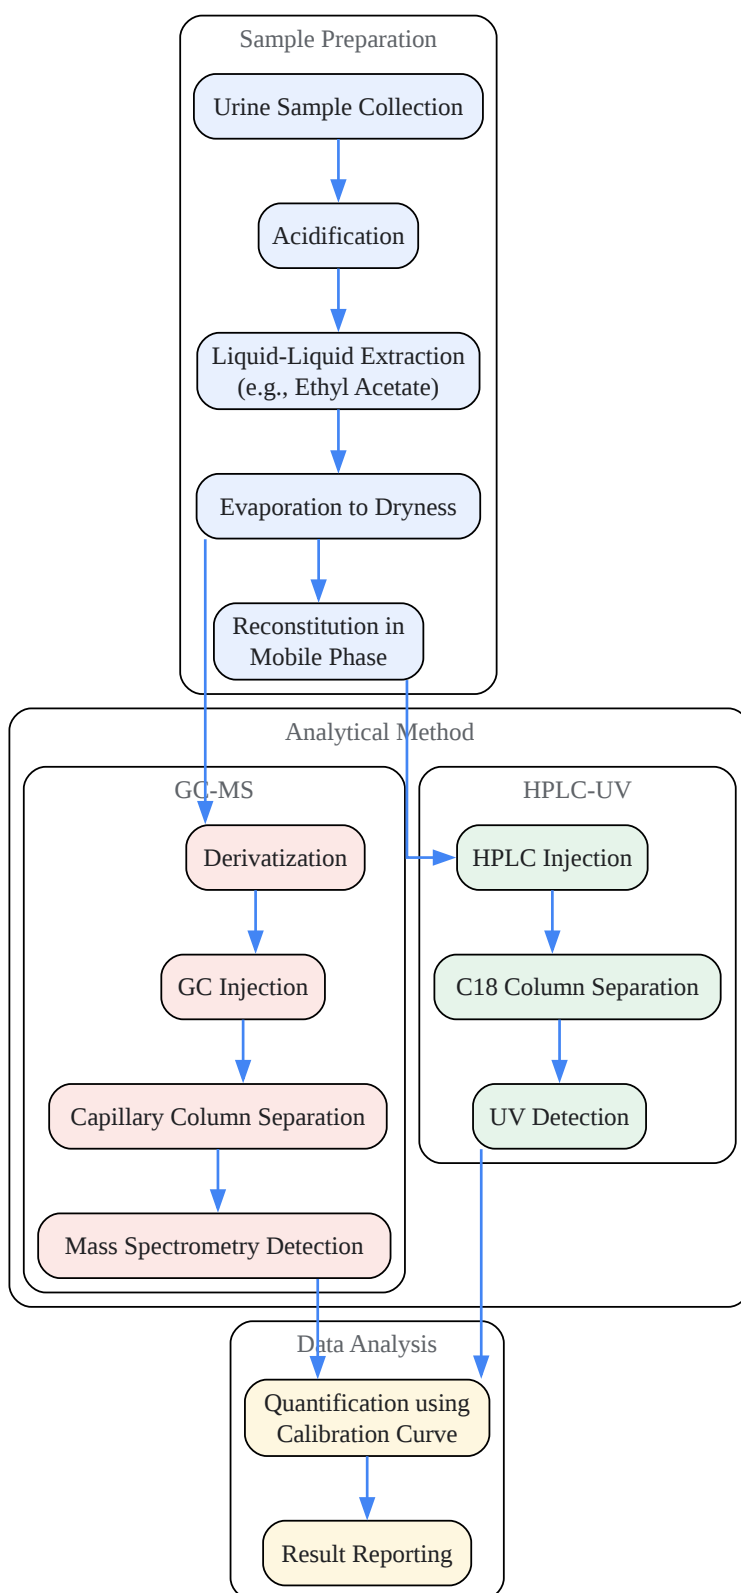 Sample Preparation
Urine Sample Collection
Acidification
Liquid-Liquid Extraction
(e.g., Ethyl Acetate)
Evaporation to Dryness
Reconstitution in
Mobile Phase
Analytical Method
GC-MS
Derivatization
GC Injection
Capillary Column Separation
Mass Spectrometry Detection
HPLC-UV
HPLC Injection
C18 Column Separation
UV Detection
Data Analysis
Quantification using
Calibration Curve
Result Reporting